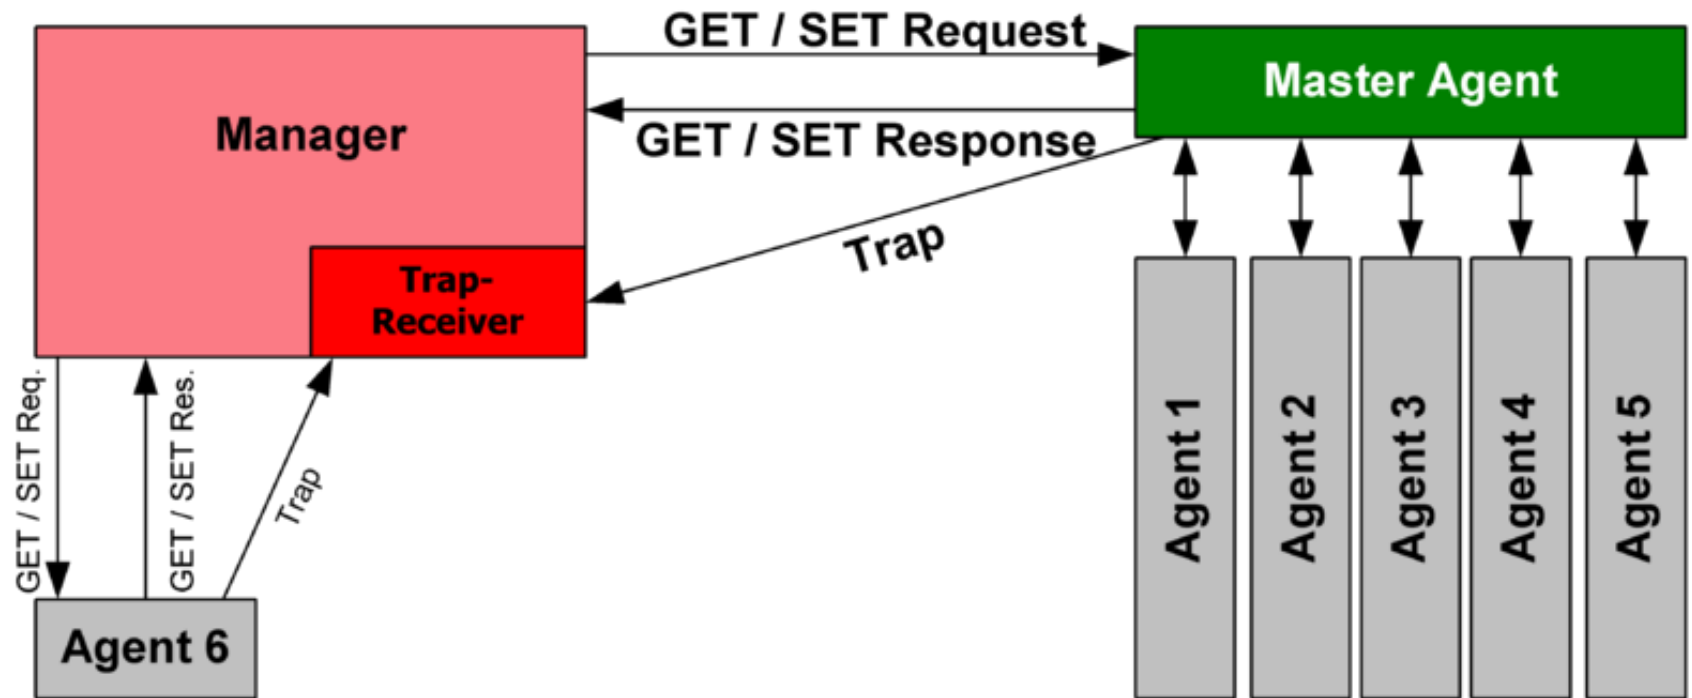 GET / SET Request
Master Agent
Manager
GET / SET Response
Trap
Trap-
Receiver
GET / SET Req.
GET / SET Res.
Trap
Agent 1
Agent 2
Agent 3
Agent 4
Agent 5
Agent 6